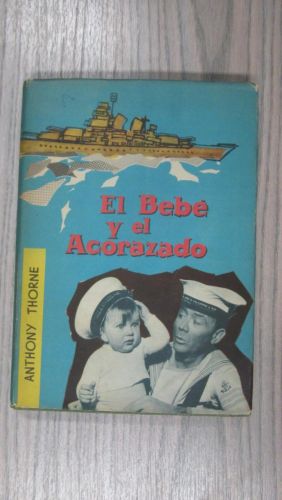 El Bebé
y el
Acorazado
ANTHONY THORNE